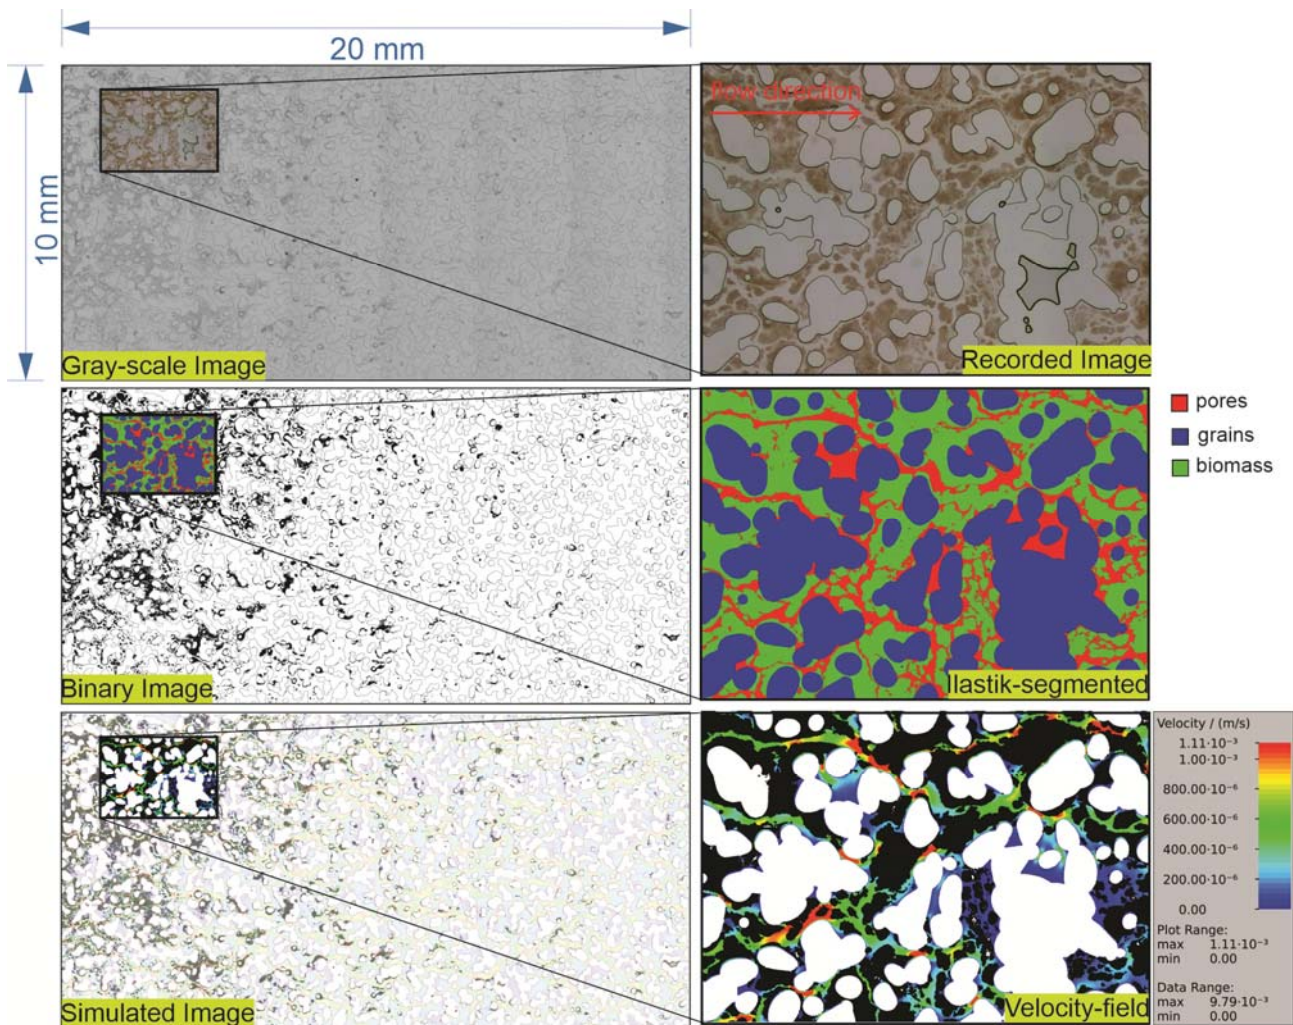 20 mm
10 mm
flow direction
Gray-scale Image
Recorded Image
pores
grains
biomass
Binary Image
Ilastik-segmented
Velocity / (m/s)
1.11·10⁻³
1.00·10⁻³
800.00·10⁻⁶
600.00·10⁻⁶
400.00·10⁻⁶
200.00·10⁻⁶
0.00
Plot Range:
max 1.11·10⁻³
min 0.00
Data Range:
max 9.79·10⁻³
min 0.00
Simulated Image
Velocity-field